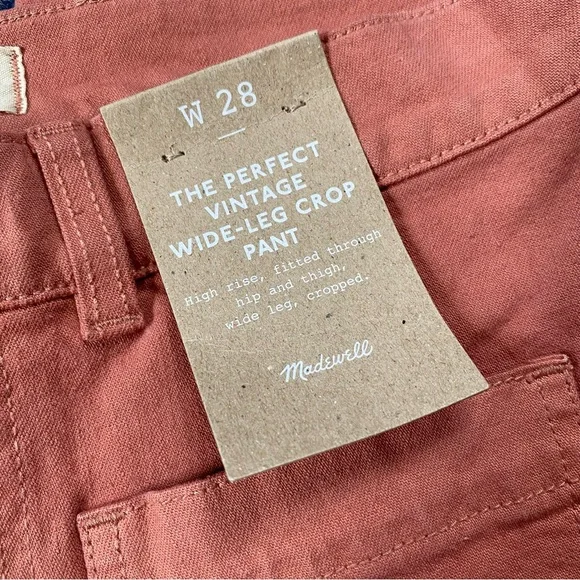 W 28
THE PERFECT
VINTAGE
WIDE-LEG CROP
PANT
High rise, fitted through
hip and thigh,
wide leg, cropped.
Madewell